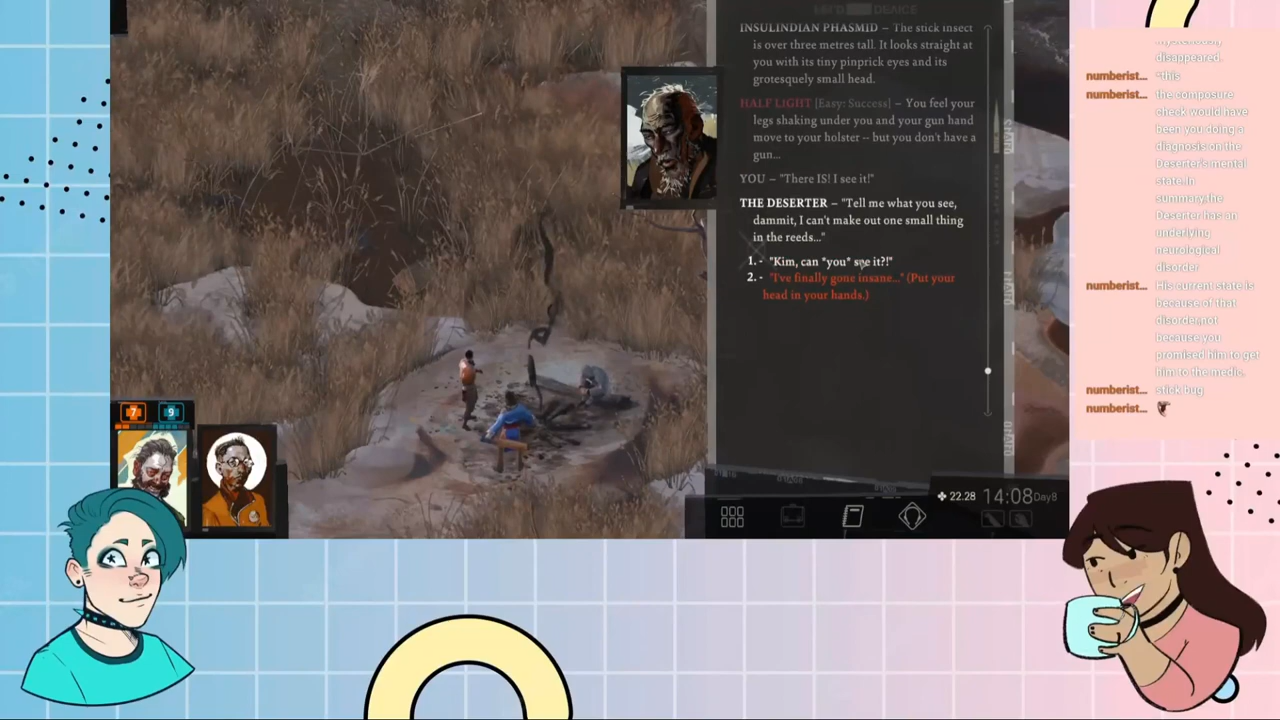 INSULINDIAN PHASMID – The stick insect
is over three metres tall. It looks straight at
you with its tiny pinprick eyes and its
grotesquely small head.
HALF LIGHT [Easy: Success] – You feel your
legs shaking under you and your gun hand
move to your holster – but you don't have a
gun...
YOU – "There IS! I see it!"
THE DESERTER – "Tell me what you see,
dammit, I can't make out one small thing
in the reeds..."
1. - "Kim, can *you* see it?!"
2. - "I've finally gone insane..." (Put your
head in your hands.)
7 9
22.28 14:08 Day8
mysteriously
disappeared.
numberist... *this
numberist... the composure
check would have
been you doing a
diagnosis on the
Deserter's mental
state.In
summary,the
Deserter has an
underlying
neurological
disorder
numberist... His current state is
because of that
disorder,not
because you
promised him to get
him to the medic.
numberist... stick bug
numberist...